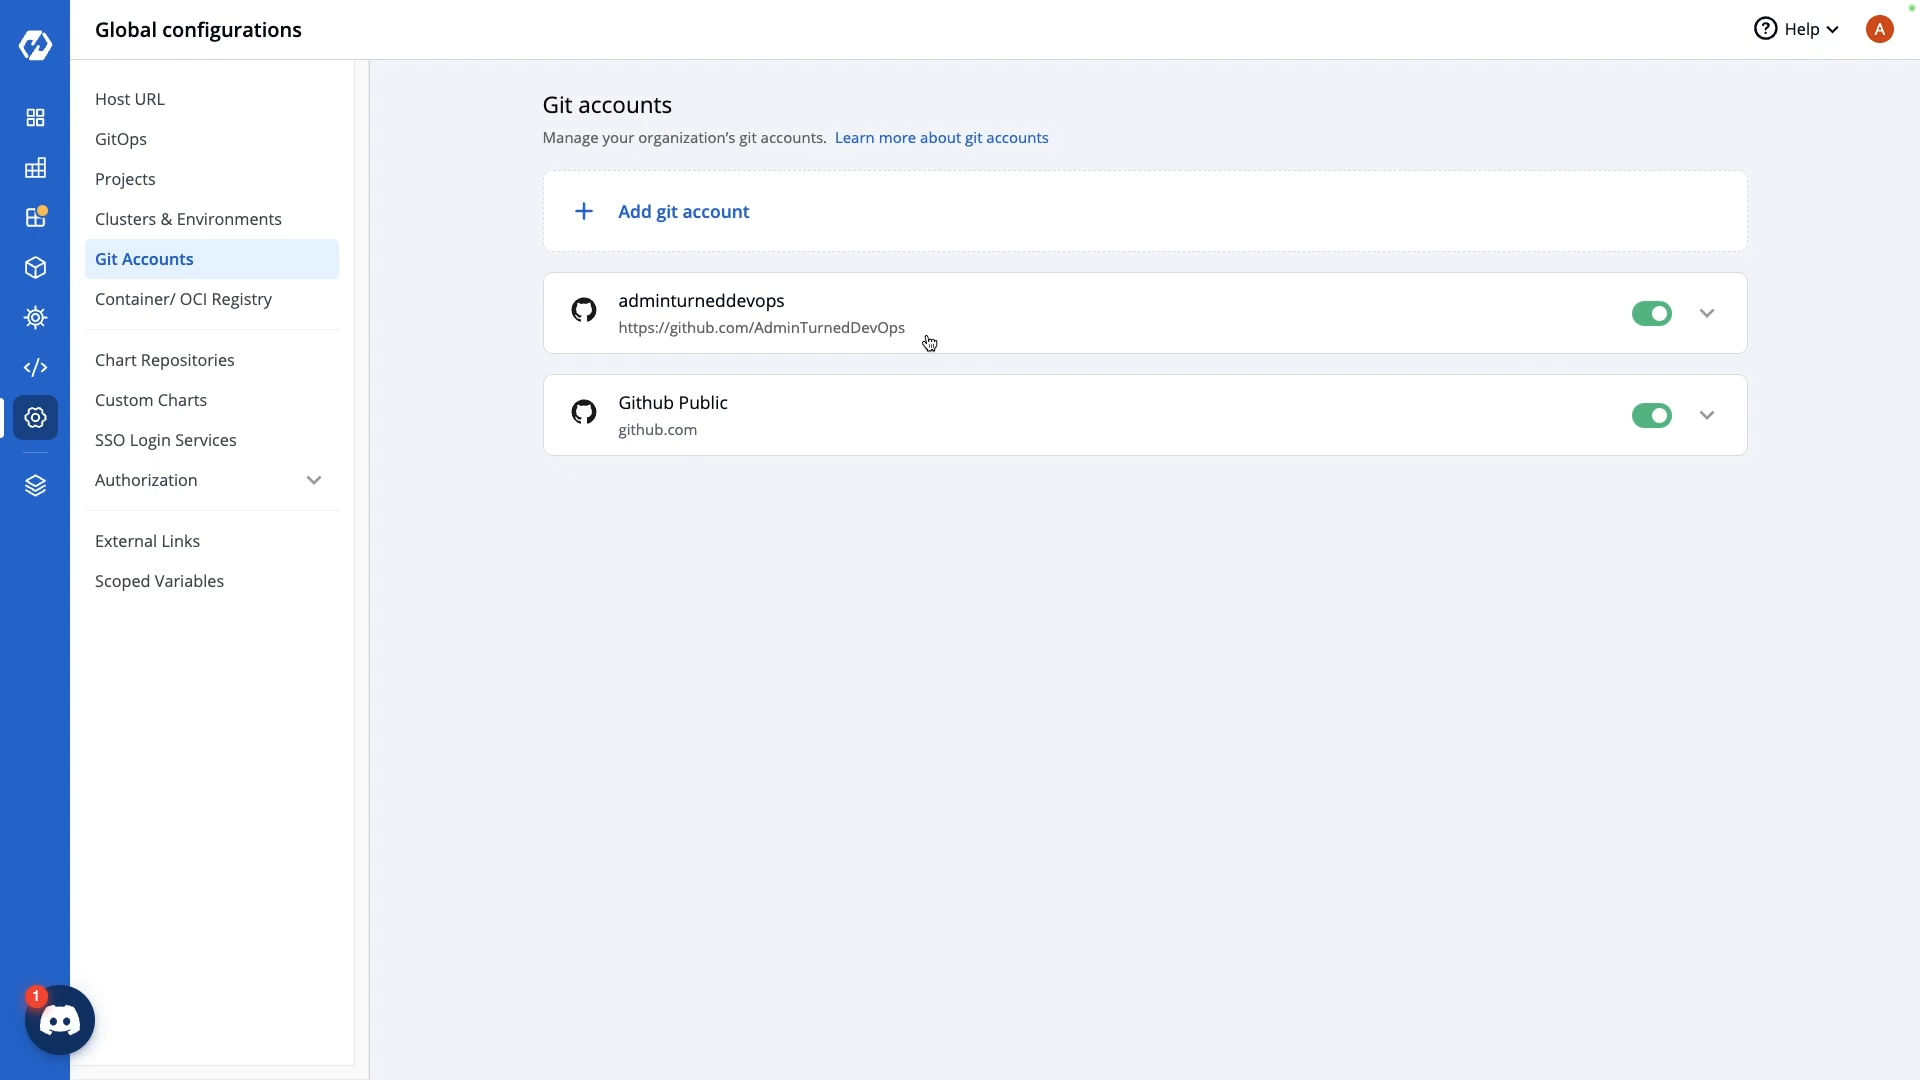 Global configurations
Help
A
Host URL
GitOps
Projects
Clusters & Environments
Git Accounts
Container/ OCI Registry
Chart Repositories
Custom Charts
SSO Login Services
Authorization
External Links
Scoped Variables
Git accounts
Manage your organization's git accounts. Learn more about git accounts
Add git account
adminturneddevops
https://github.com/AdminTurnedDevOps
Github Public
github.com
1